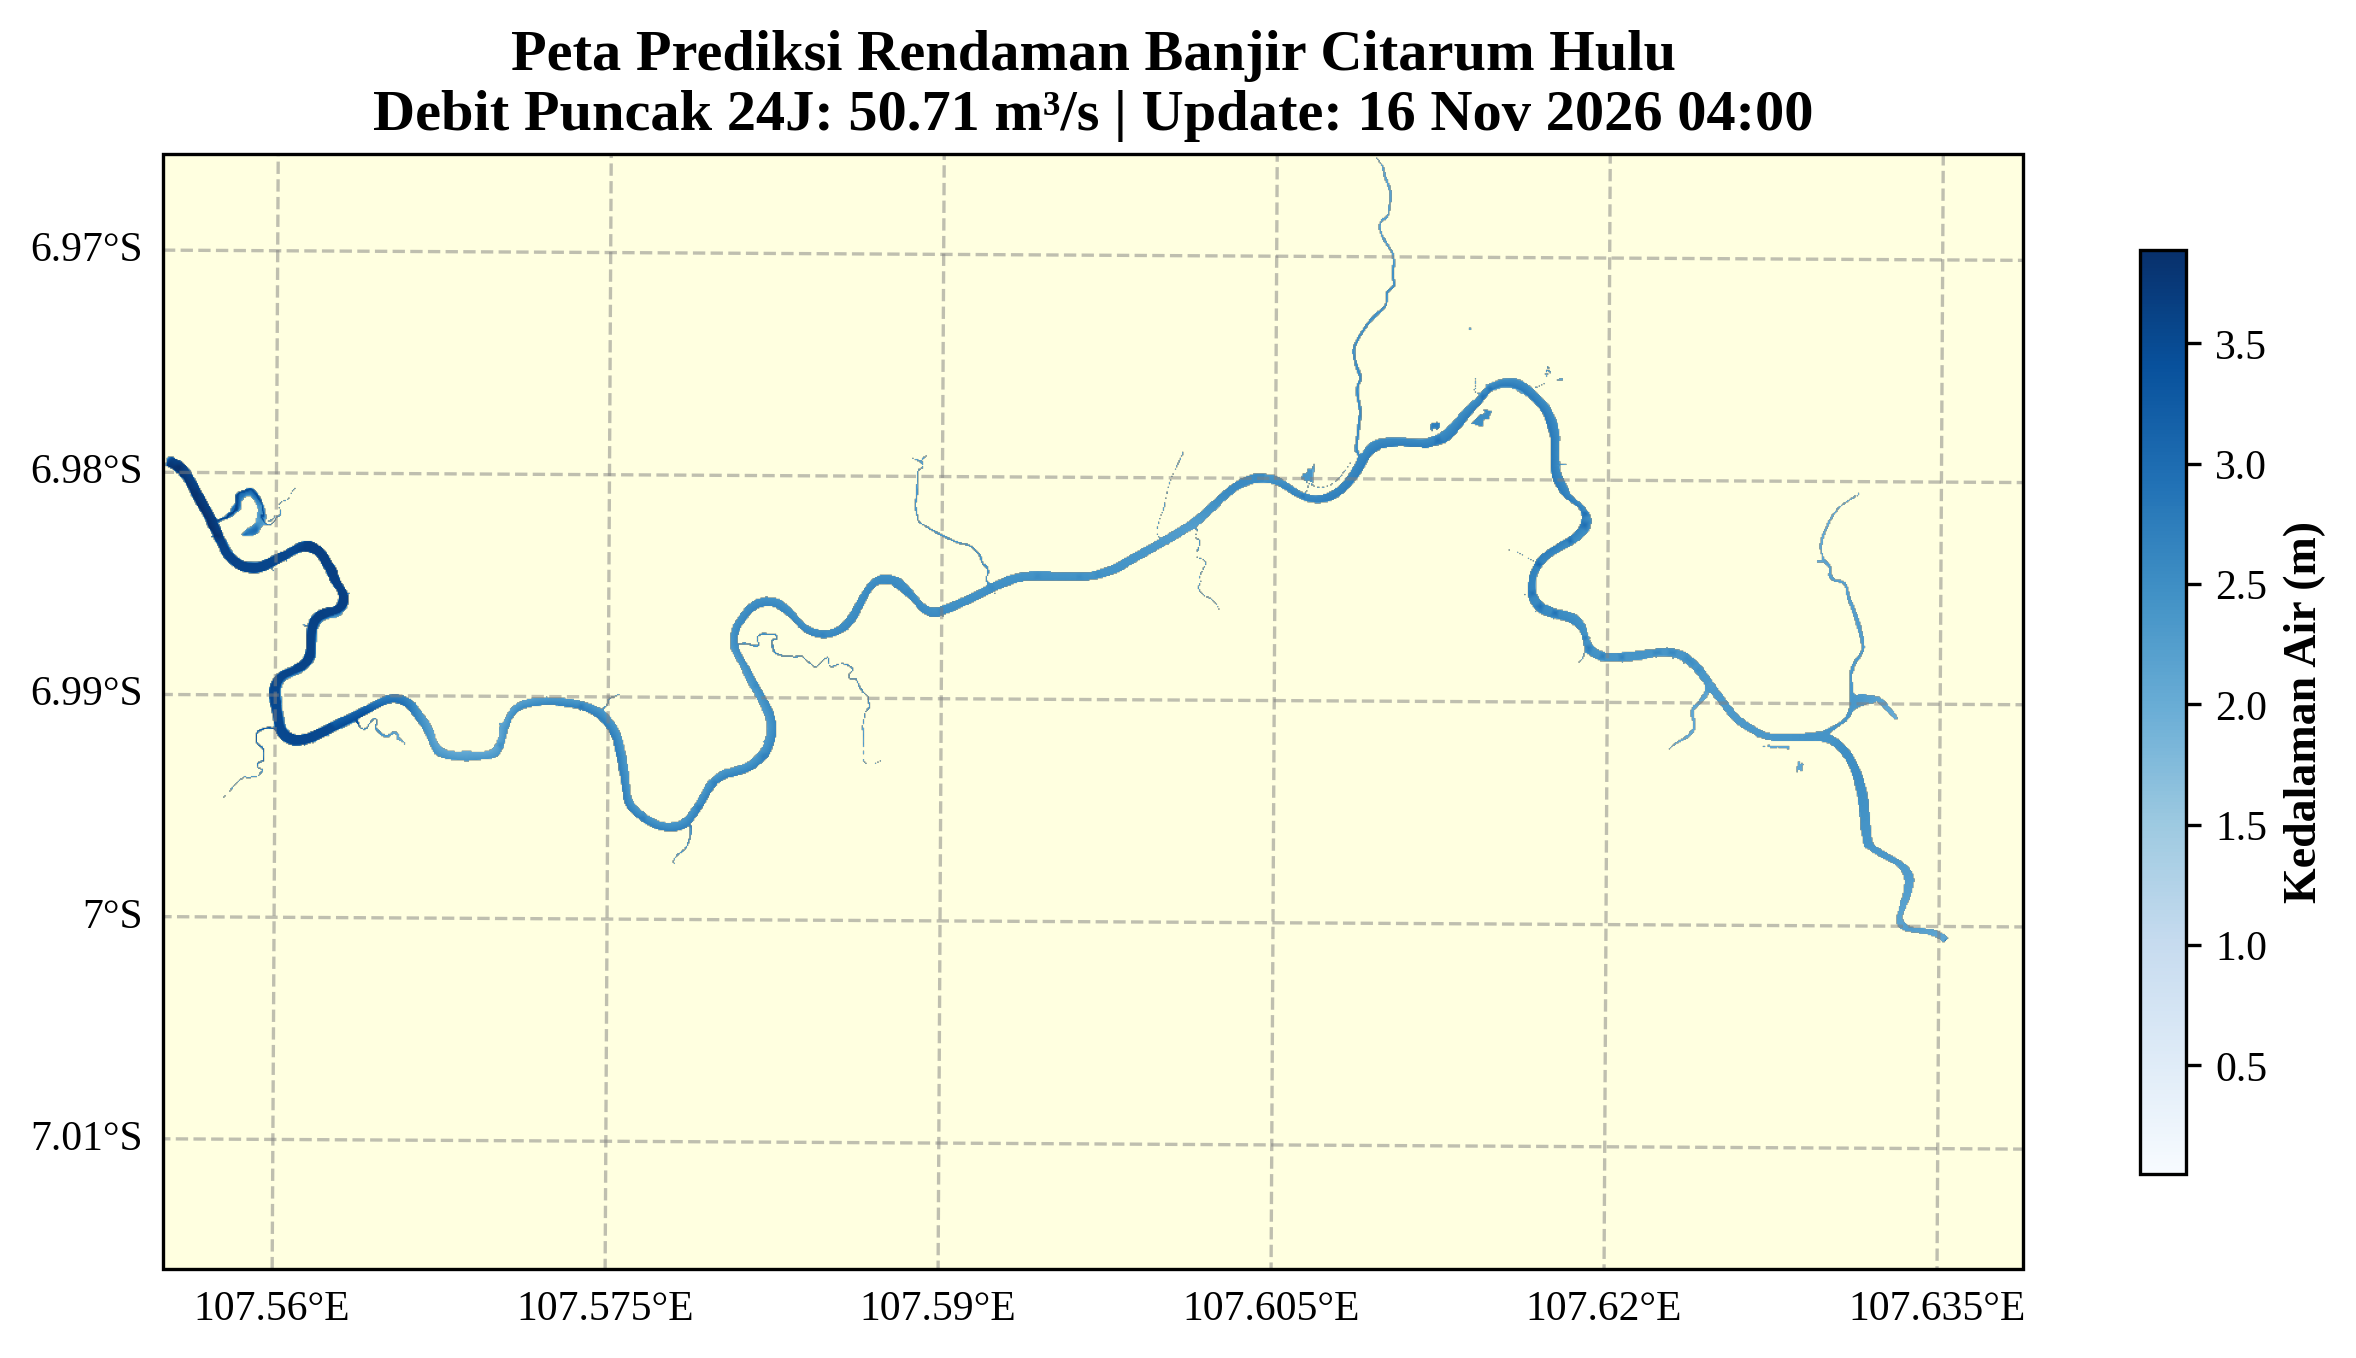 Peta Prediksi Rendaman Banjir Citarum Hulu
Debit Puncak 24J: 50.71 m³/s | Update: 16 Nov 2026 04:00
6.97°S
6.98°S
6.99°S
7°S
7.01°S
107.56°E
107.575°E
107.59°E
107.605°E
107.62°E
107.635°E
3.5
3.0
2.5
2.0
1.5
1.0
0.5
Kedalaman Air (m)